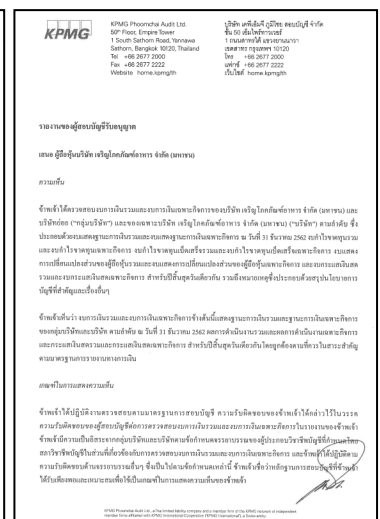 KPMG
KPMG Phoomchai Audit Ltd.
50th Floor, Empire Tower
1 South Sathorn Road, Yannawa
Sathorn, Bangkok 10120, Thailand
Tel +66 2677 2000
Fax +66 2677 2222
Website home.kpmg/th
บริษัท เคพีเอ็มจี ภูมิไชย สอบบัญชี จำกัด
ชั้น 50 เอ็มไพร์ทาวเวอร์
1 ถนนสาทรใต้ แขวงยานนาวา
เขตสาทร กรุงเทพฯ 10120
โทร +66 2677 2000
แฟกซ์ +66 2677 2222
เว็บไซต์ home.kpmg/th
รายงานของผู้สอบบัญชีรับอนุญาต
เสนอ ผู้ถือหุ้นบริษัท เจริญโภคภัณฑ์อาหาร จำกัด (มหาชน)
ความเห็น
ข้าพเจ้าได้ตรวจสอบงบการเงินรวมและงบการเงินเฉพาะกิจการของบริษัท เจริญโภคภัณฑ์อาหาร จำกัด (มหาชน) และ
บริษัทย่อย (“กลุ่มบริษัท”) และของเฉพาะบริษัท เจริญโภคภัณฑ์อาหาร จำกัด (มหาชน) (“บริษัท”) ตามลำดับ ซึ่ง
ประกอบด้วยงบแสดงฐานะการเงินรวมและงบแสดงฐานะการเงินเฉพาะกิจการ ณ วันที่ 31 ธันวาคม 2562 งบกำไรขาดทุนรวม
และงบกำไรขาดทุนเฉพาะกิจการ งบกำไรขาดทุนเบ็ดเสร็จรวมและงบกำไรขาดทุนเบ็ดเสร็จเฉพาะกิจการ งบแสดง
การเปลี่ยนแปลงส่วนของผู้ถือหุ้นรวมและงบแสดงการเปลี่ยนแปลงส่วนของผู้ถือหุ้นเฉพาะกิจการ และงบกระแสเงินสด
รวมและงบกระแสเงินสดเฉพาะกิจการ สำหรับปีสิ้นสุดวันเดียวกัน รวมถึงหมายเหตุซึ่งประกอบด้วยสรุปนโยบายการ
บัญชีที่สำคัญและเรื่องอื่นๆ
ข้าพเจ้าเห็นว่า งบการเงินรวมและงบการเงินเฉพาะกิจการข้างต้นนี้แสดงฐานะการเงินรวมและฐานะการเงินเฉพาะกิจการ
ของกลุ่มบริษัทและบริษัท ตามลำดับ ณ วันที่ 31 ธันวาคม 2562 ผลการดำเนินงานรวมและผลการดำเนินงานเฉพาะกิจการ
และกระแสเงินสดรวมและกระแสเงินสดเฉพาะกิจการ สำหรับปีสิ้นสุดวันเดียวกันโดยถูกต้องตามที่ควรในสาระสำคัญ
ตามมาตรฐานการรายงานทางการเงิน
เกณฑ์ในการแสดงความเห็น
ข้าพเจ้าได้ปฏิบัติงานตรวจสอบตามมาตรฐานการสอบบัญชี ความรับผิดชอบของข้าพเจ้าได้กล่าวไว้ในวรรค
ความรับผิดชอบของผู้สอบบัญชีต่อการตรวจสอบงบการเงินรวมและงบการเงินเฉพาะกิจการในรายงานของข้าพเจ้า
ข้าพเจ้ามีความเป็นอิสระจากกลุ่มบริษัทและบริษัทตามข้อกำหนดจรรยาบรรณของผู้ประกอบวิชาชีพบัญชีที่กำหนดโดย
สภาวิชาชีพบัญชีในส่วนที่เกี่ยวข้องกับการตรวจสอบงบการเงินรวมและงบการเงินเฉพาะกิจการ และข้าพเจ้าได้ปฏิบัติตาม
ความรับผิดชอบด้านจรรยาบรรณอื่นๆ ซึ่งเป็นไปตามข้อกำหนดเหล่านี้ ข้าพเจ้าเชื่อว่าหลักฐานการสอบบัญชีที่ข้าพเจ้า
ได้รับเพียงพอและเหมาะสมเพื่อใช้เป็นเกณฑ์ในการแสดงความเห็นของข้าพเจ้า
KPMG Phoomchai Audit Ltd., a Thai limited liability company and a member firm of the KPMG network of independent
member firms affiliated with KPMG International Cooperative ("KPMG International"), a Swiss entity.